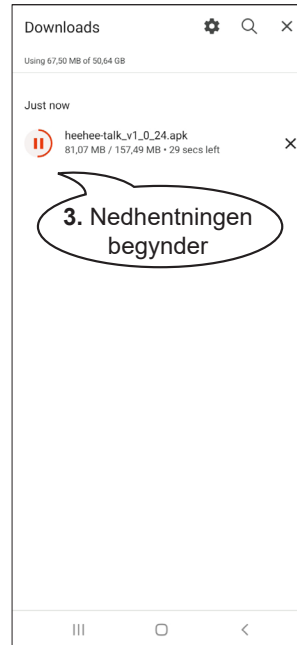 Downloads
Using 67,50 MB of 50,64 GB
Just now
heehee-talk_v1_0_24.apk
81,07 MB / 157,49 MB • 29 secs left
3. Nedhentningen
begynder